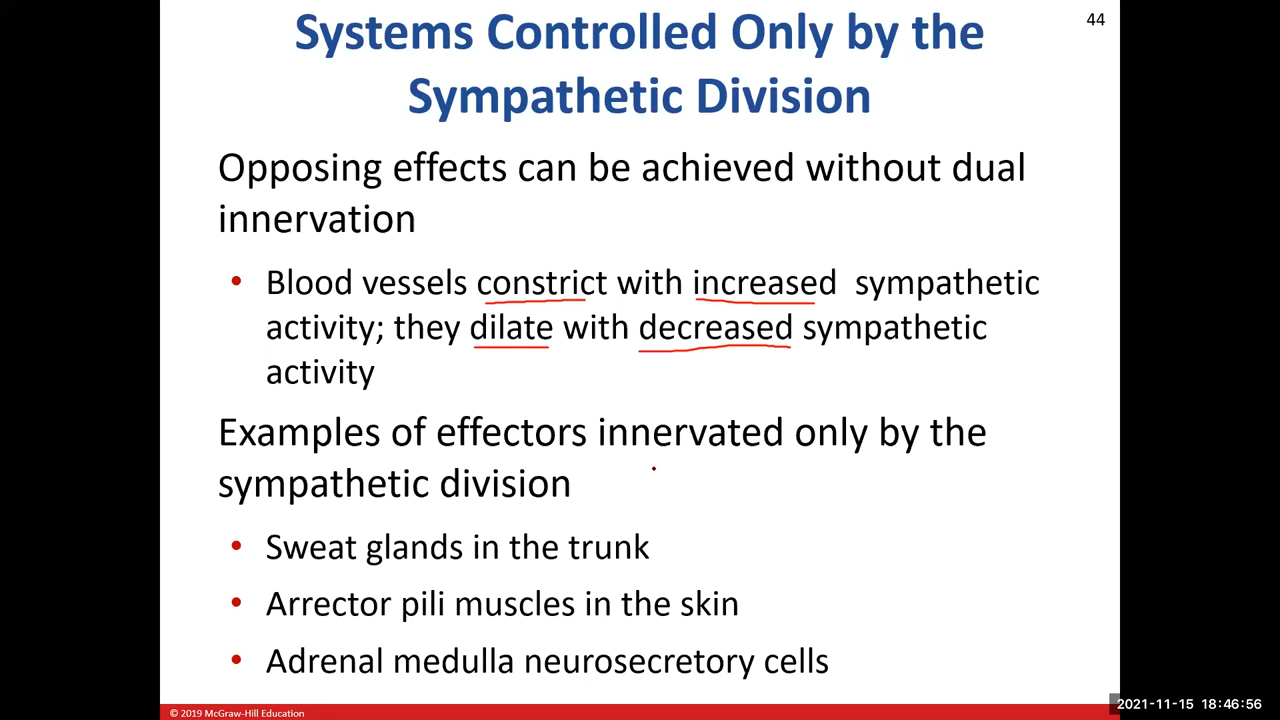 44
Systems Controlled Only by the
Sympathetic Division
Opposing effects can be achieved without dual
innervation
• Blood vessels constrict with increased sympathetic
activity; they dilate with decreased sympathetic
activity
Examples of effectors innervated only by the
sympathetic division
• Sweat glands in the trunk
• Arrector pili muscles in the skin
• Adrenal medulla neurosecretory cells
© 2019 McGraw-Hill Education
2021-11-15 18:46:56